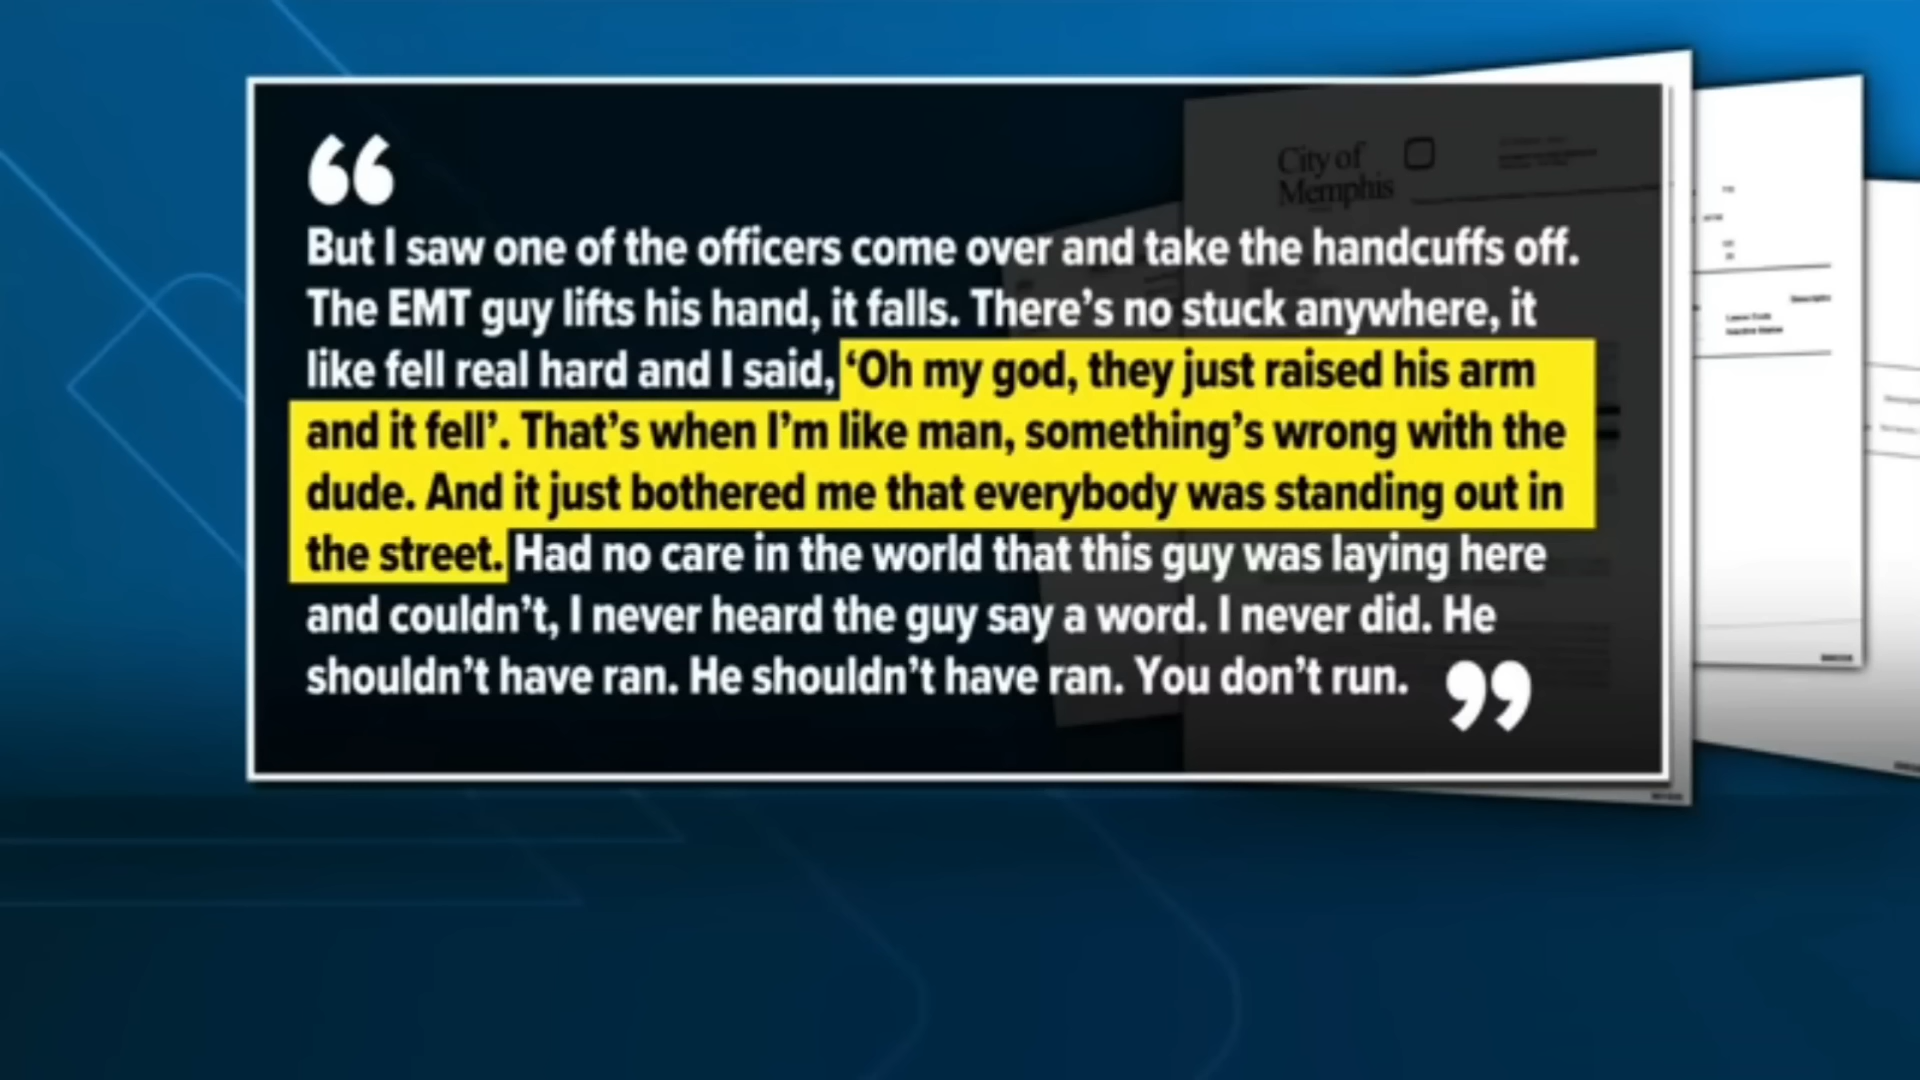 City of
Memphis
“
But I saw one of the officers come over and take the handcuffs off.
The EMT guy lifts his hand, it falls. There’s no stuck anywhere, it
like fell real hard and I said, ‘Oh my god, they just raised his arm
and it fell’. That’s when I’m like man, something’s wrong with the
dude. And it just bothered me that everybody was standing out in
the street. Had no care in the world that this guy was laying here
and couldn’t, I never heard the guy say a word. I never did. He
shouldn’t have ran. He shouldn’t have ran. You don’t run.
”